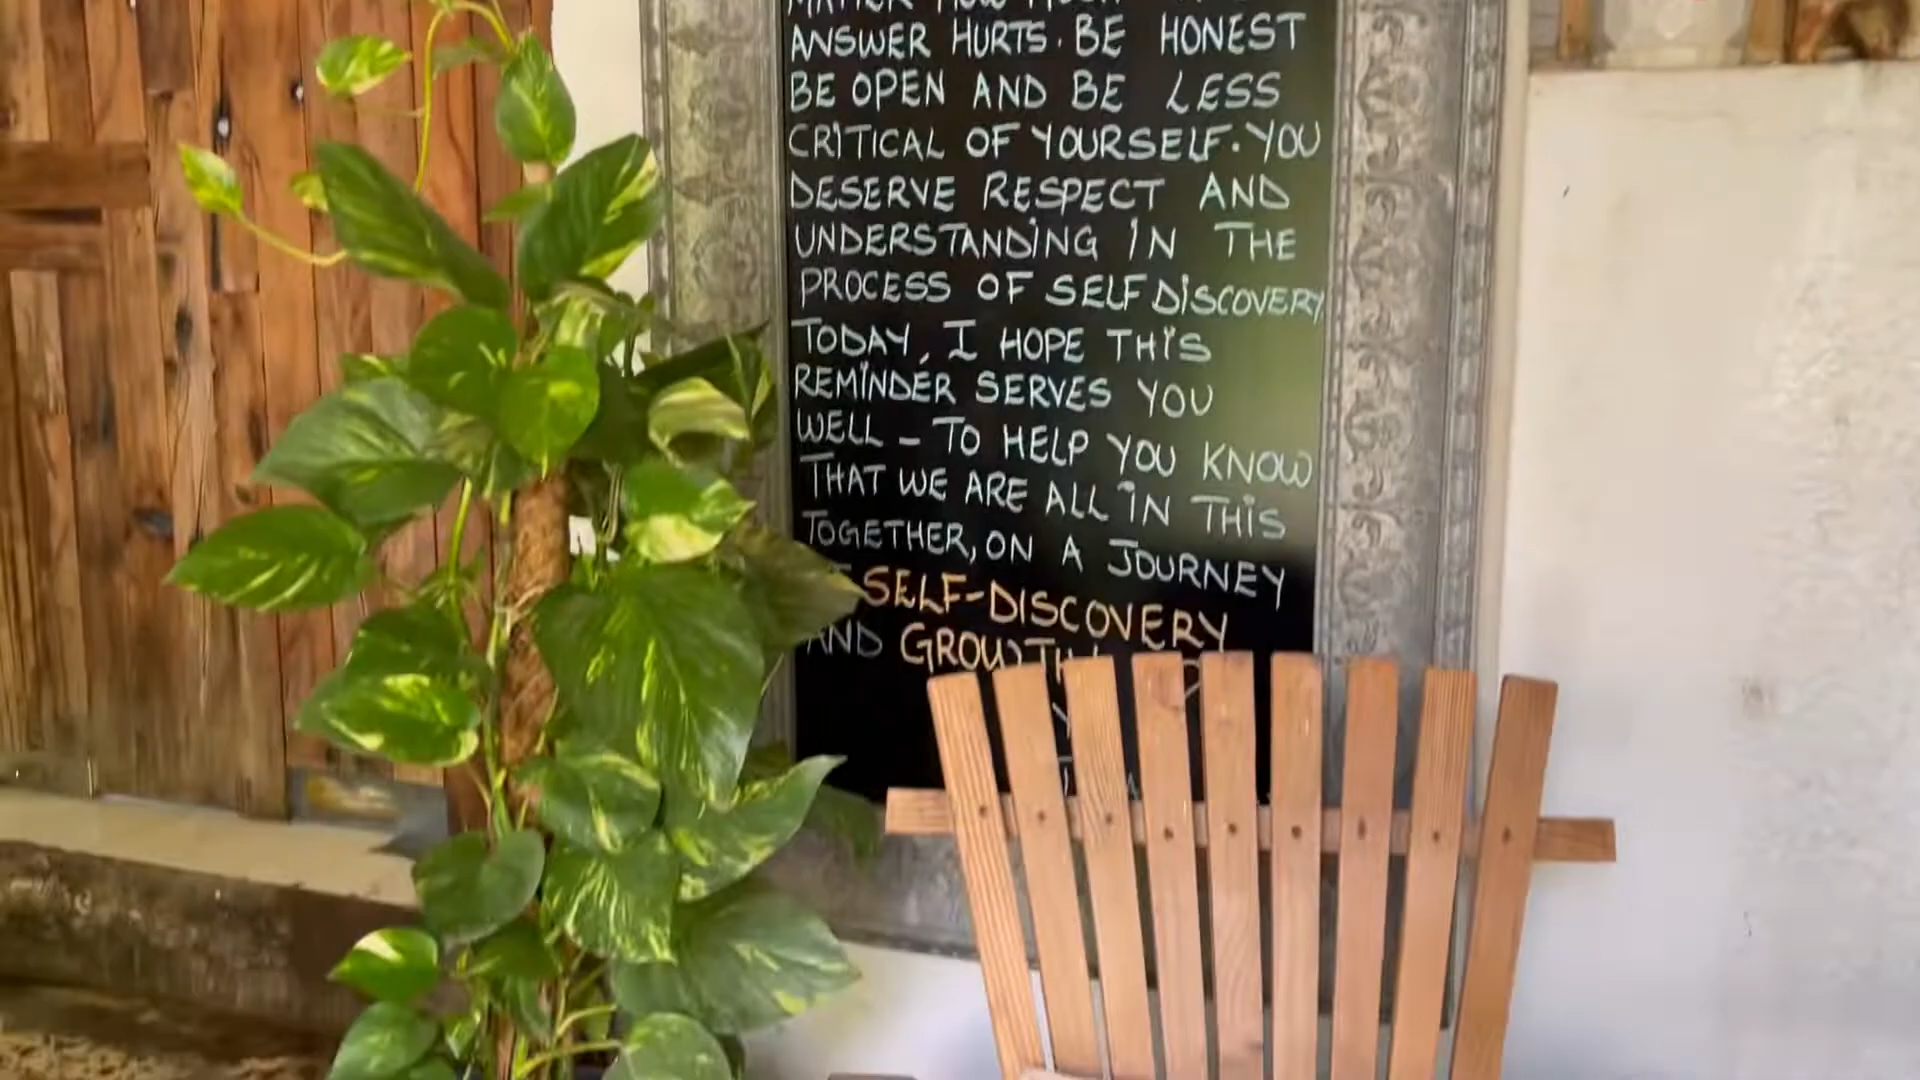 ANSWER HURTS. BE HONEST
BE OPEN AND BE LESS
CRITICAL OF YOURSELF. YOU
DESERVE RESPECT AND
UNDERSTANDING IN THE
PROCESS OF SELF DISCOVERY
TODAY, I HOPE THIS
REMINDER SERVES YOU
WELL - TO HELP YOU KNOW
THAT WE ARE ALL IN THIS
TOGETHER, ON A JOURNEY
SELF-DISCOVERY
AND GROWTH